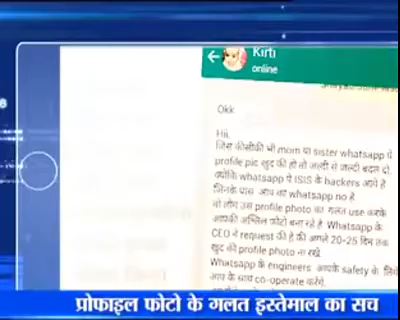 Kirti
online
Okk
Hii
जिस कीसीकी भी mom या sister whatsapp पे
profile pic खुद की हो तो जल्दी से जल्दी बदल दो.
क्योंकि whatsapp पे ISIS के hackers आये है
जिनके पास आप का whatsapp no है
वो लोग उस profile photo का गलत use करके
आपकी अश्लिल फोटो बना रहे है Whatsapp के
CEO ने request की है की अगले 20-25 दिन तक
खुद की profile photo ना रखे
Whatsapp के engineers आपके safety के लिये
आप के साथ co-operate करेंगे.
प्रोफाइल फोटो के गलत इस्तेमाल का सच